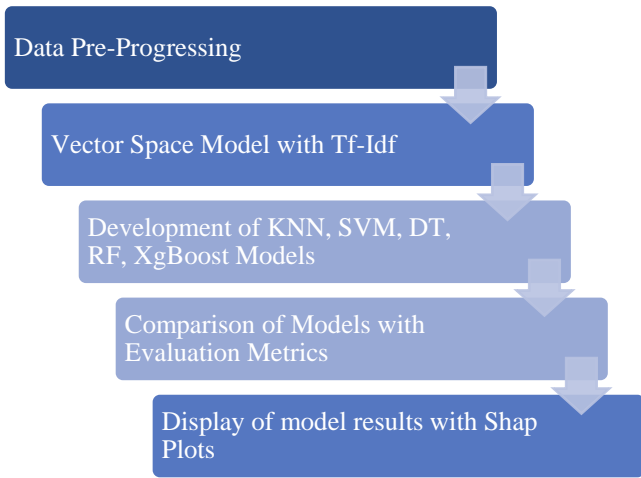 Data Pre-Progressing
Vector Space Model with Tf-Idf
Development of KNN, SVM, DT,
RF, XgBoost Models
Comparison of Models with
Evaluation Metrics
Display of model results with Shap
Plots